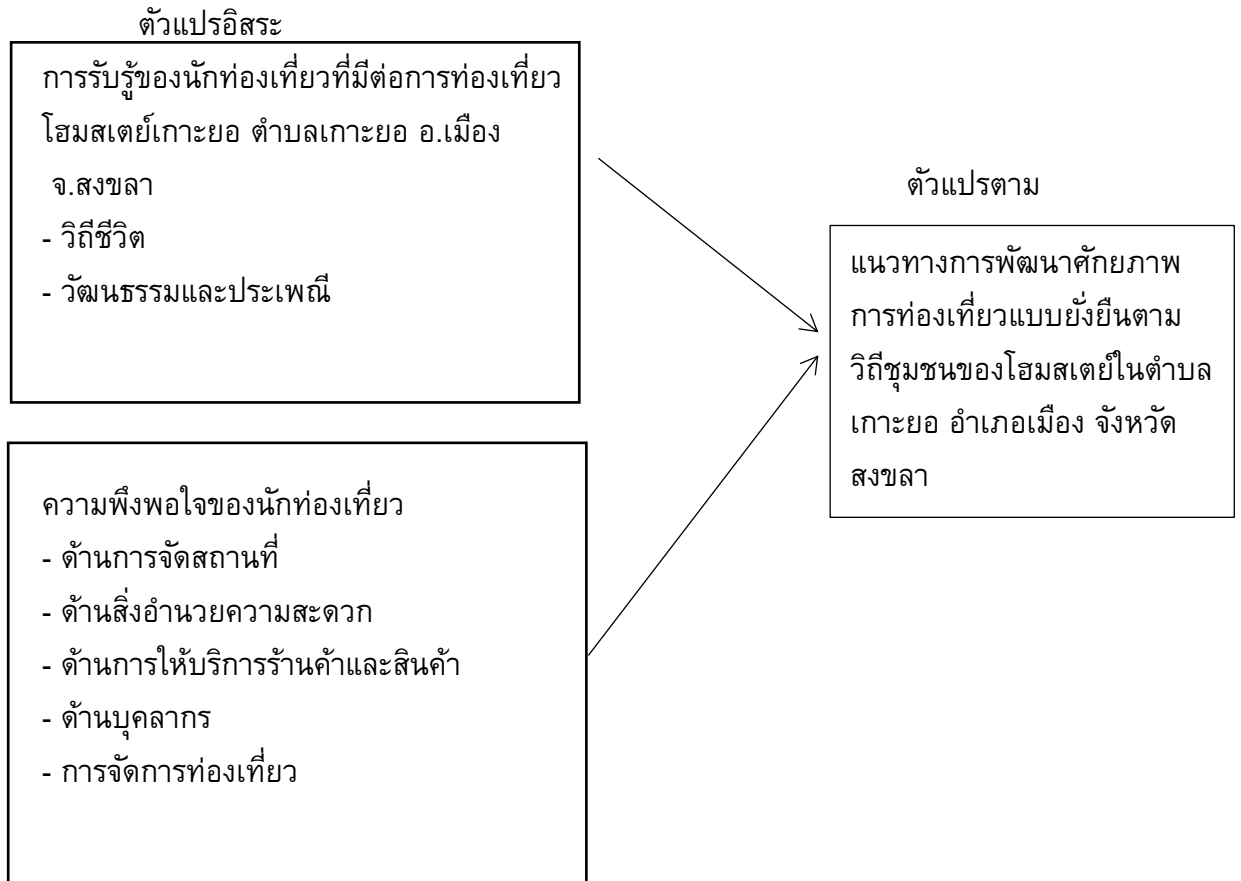 ตัวแปรอิสระ
การรับรู้ของนักท่องเที่ยวที่มีต่อการท่องเที่ยว
โฮมสเตย์เกาะยอ ตำบลเกาะยอ อ.เมือง
จ.สงขลา
- วิถีชีวิต
- วัฒนธรรมและประเพณี
ความพึงพอใจของนักท่องเที่ยว
- ด้านการจัดสถานที่
- ด้านสิ่งอำนวยความสะดวก
- ด้านการให้บริการร้านค้าและสินค้า
- ด้านบุคลากร
- การจัดการท่องเที่ยว
ตัวแปรตาม
แนวทางการพัฒนาศักยภาพ
การท่องเที่ยวแบบยั่งยืนตาม
วิถีชุมชนของโฮมสเตย์ในตำบล
เกาะยอ อำเภอเมือง จังหวัด
สงขลา